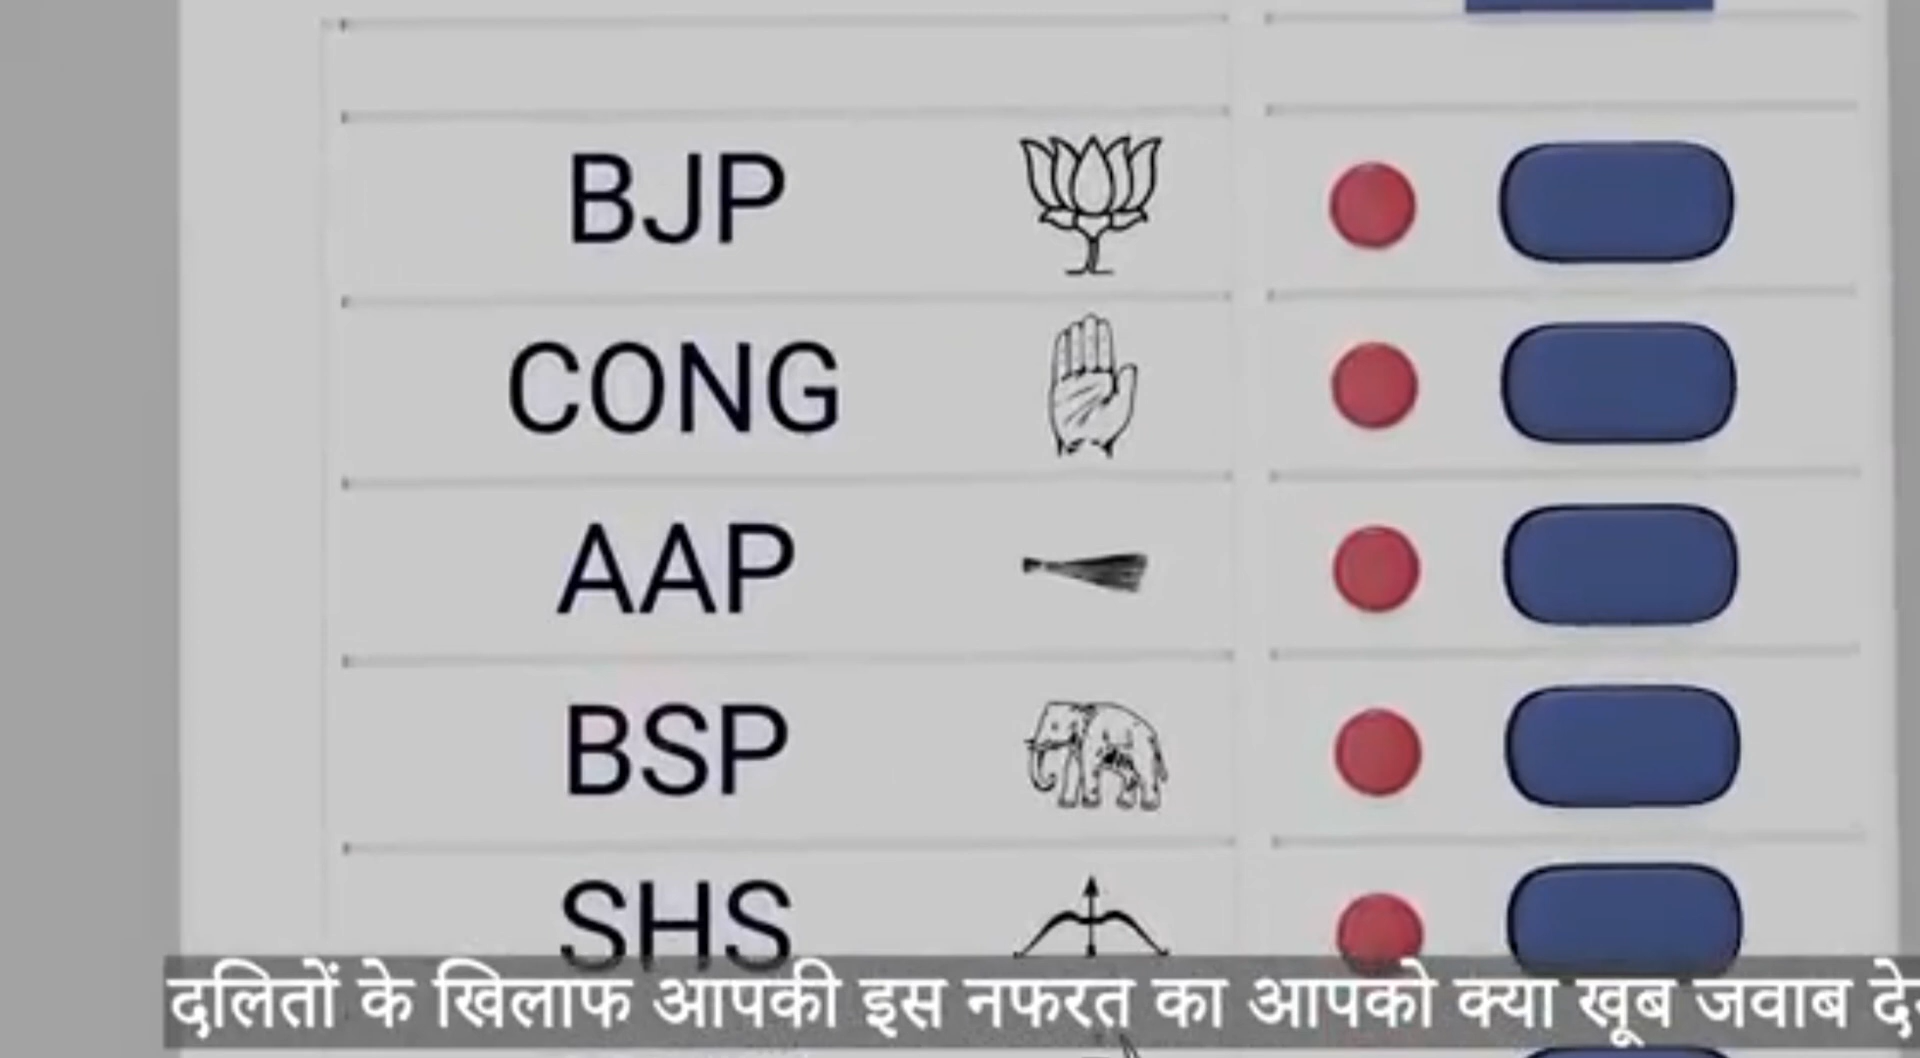 BJP
CONG
AAP
BSP
SHS
दलितों के खिलाफ आपकी इस नफरत का आपको क्या खूब जवाब